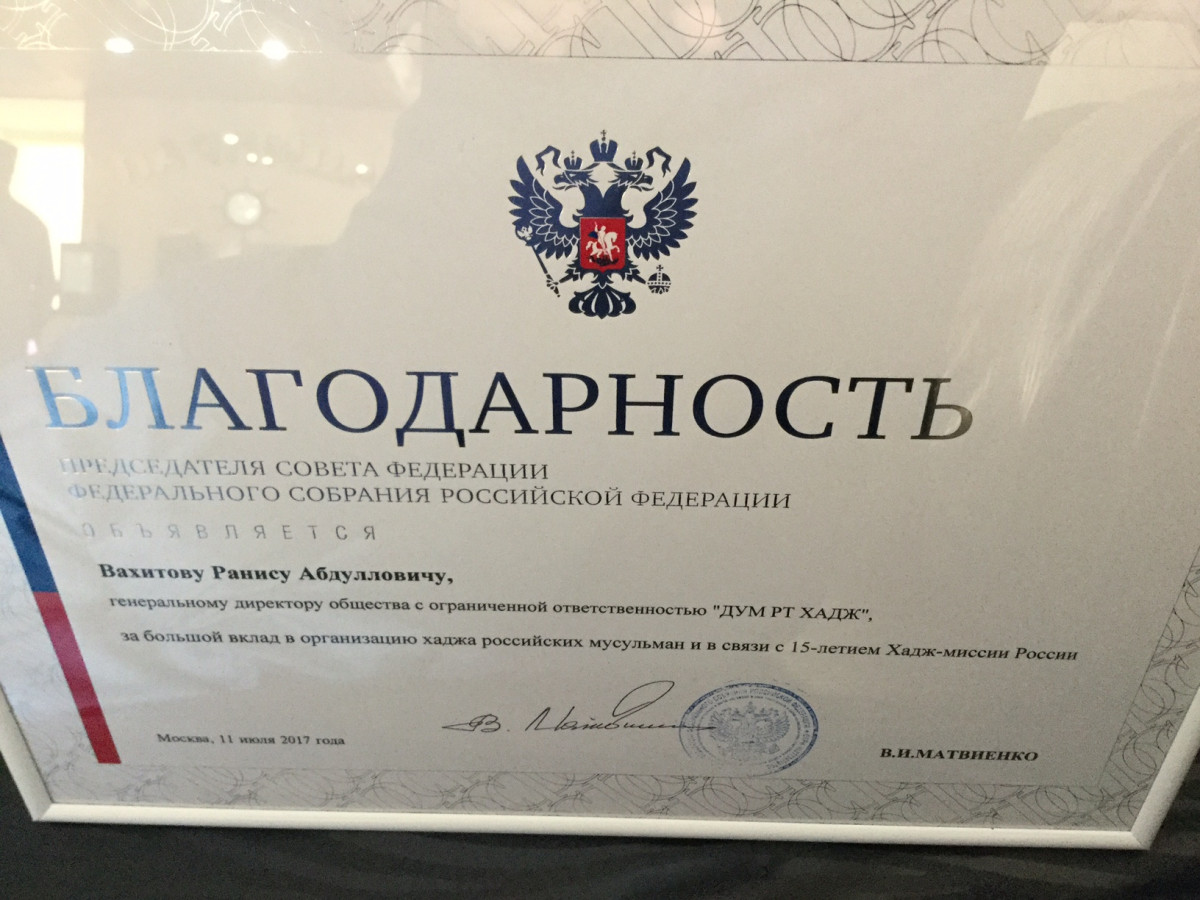 БЛАГОДАРНОСТЬ
ПРЕДСЕДАТЕЛЯ СОВЕТА ФЕДЕРАЦИИ
ФЕДЕРАЛЬНОГО СОБРАНИЯ РОССИЙСКОЙ ФЕДЕРАЦИИ
ОБЪЯВЛЯЕТСЯ
Вахитову Ранису Абдулловичу,
генеральному директору общества с ограниченной ответственностью "ДУМ РТ ХАДЖ",
за большой вклад в организацию хаджа российских мусульман и в связи с 15-летием Хадж-миссии России
Москва, 11 июля 2017 года
В.И.МАТВИЕНКО